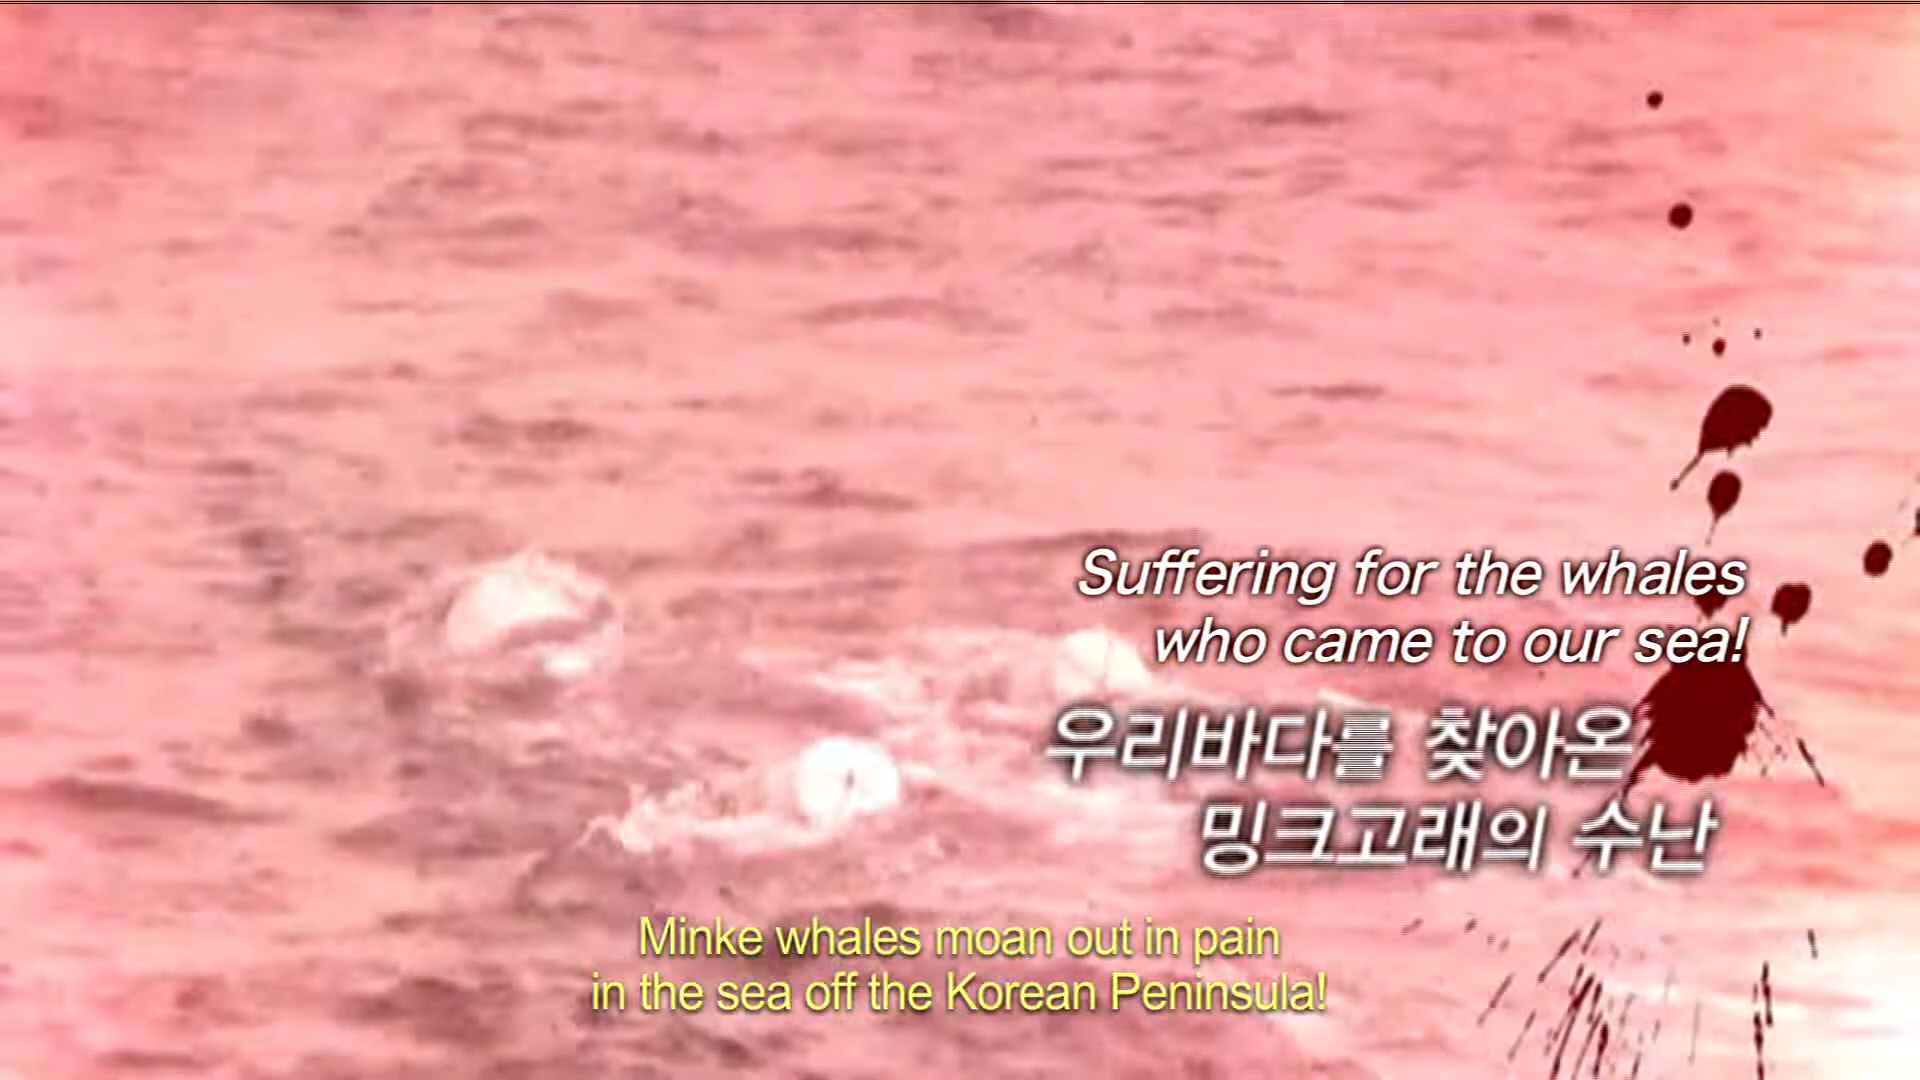 Suffering for the whales
who came to our sea!
우리바다를 찾아온
밍크고래의 수난
Minke whales moan out in pain
in the sea off the Korean Peninsula!